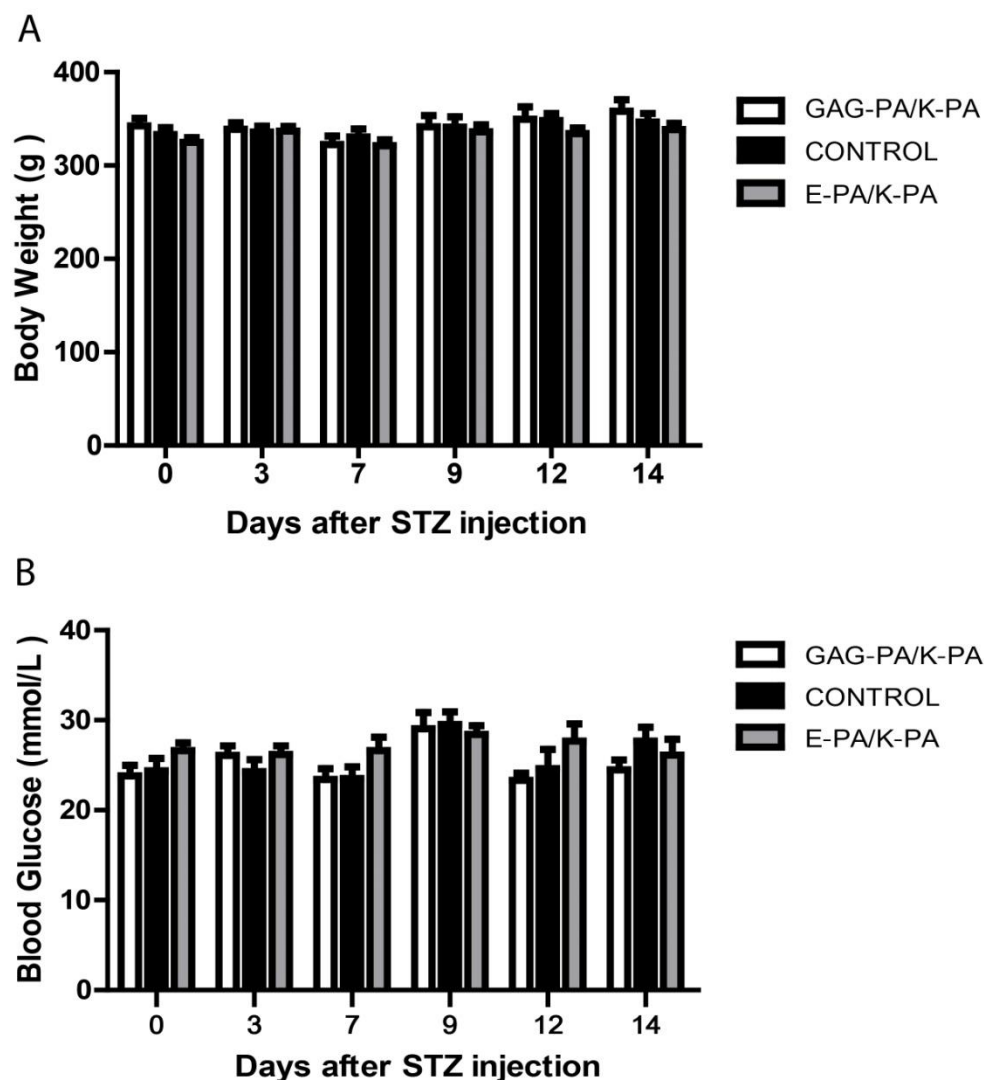 A
400
300
200
100
0
Body Weight (g )
0 3 7 9 12 14
Days after STZ injection
GAG-PA/K-PA
CONTROL
E-PA/K-PA
B
40
30
20
10
0
Blood Glucose (mmol/L )
0 3 7 9 12 14
Days after STZ injection
GAG-PA/K-PA
CONTROL
E-PA/K-PA